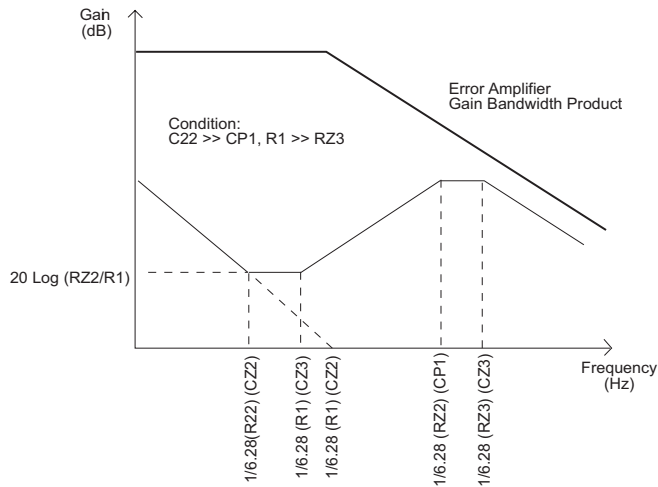 Gain
(dB)
Error Amplifier
Gain Bandwidth Product
Condition:
C22 >> CP1, R1 >> RZ3
20 Log (RZ2/R1)
Frequency
(Hz)
1/6.28(R22) (CZ2)
1/6.28 (R1) (CZ3)
1/6.28 (R1) (CZ2)
1/6.28 (RZ2) (CP1)
1/6.28 (RZ3) (CZ3)